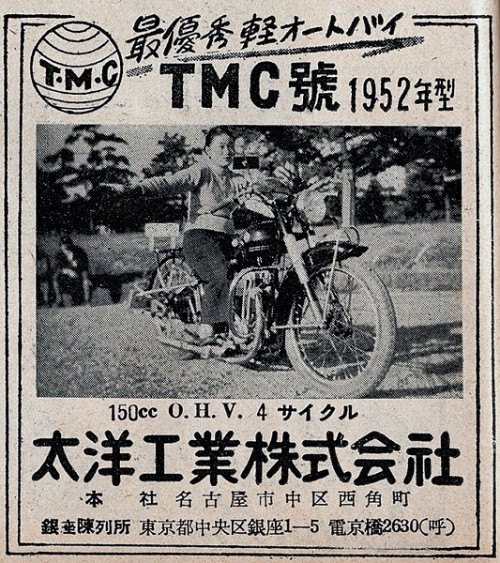 最優秀軽オートバイ
T·M·C
TMC號 1952年型
150cc O.H.V. 4 サイクル
太洋工業株式会社
本社 名古屋市中区西角町
銀座陳列所 東京都中央区銀座1—5 電京橋2630(呼)